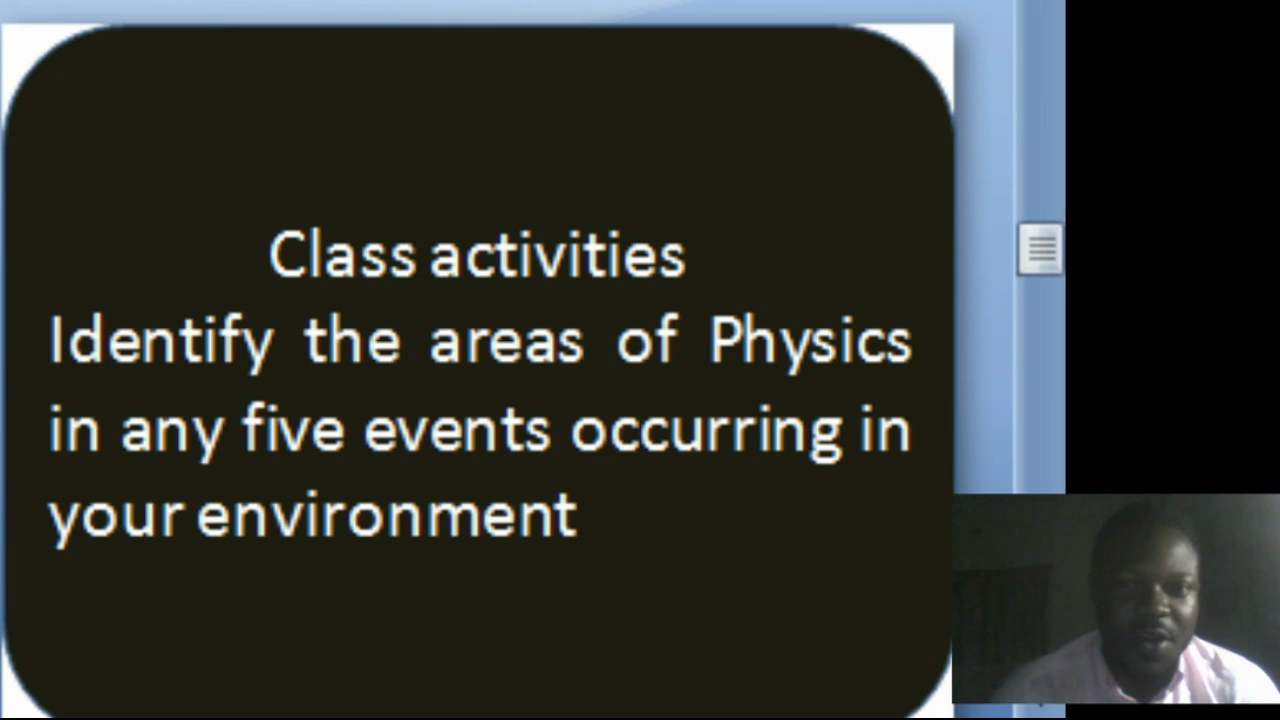 Class activities
Identify the areas of Physics
in any five events occurring in
your environment